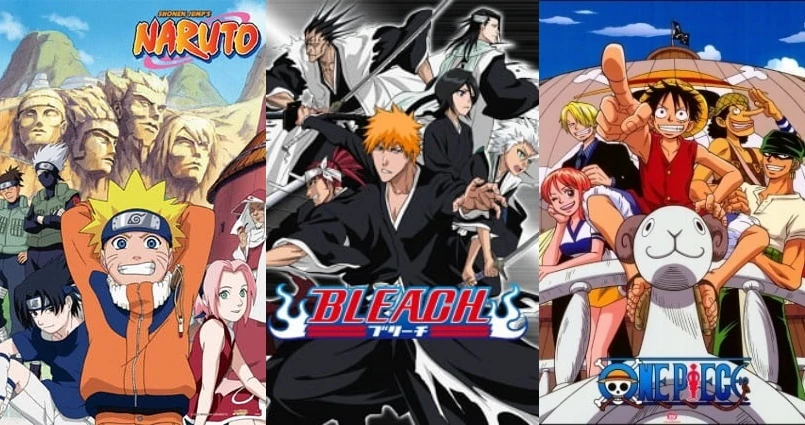 SHONEN JUMP'S
NARUTO
BLEACH
ブリーチ
ONE PIECE